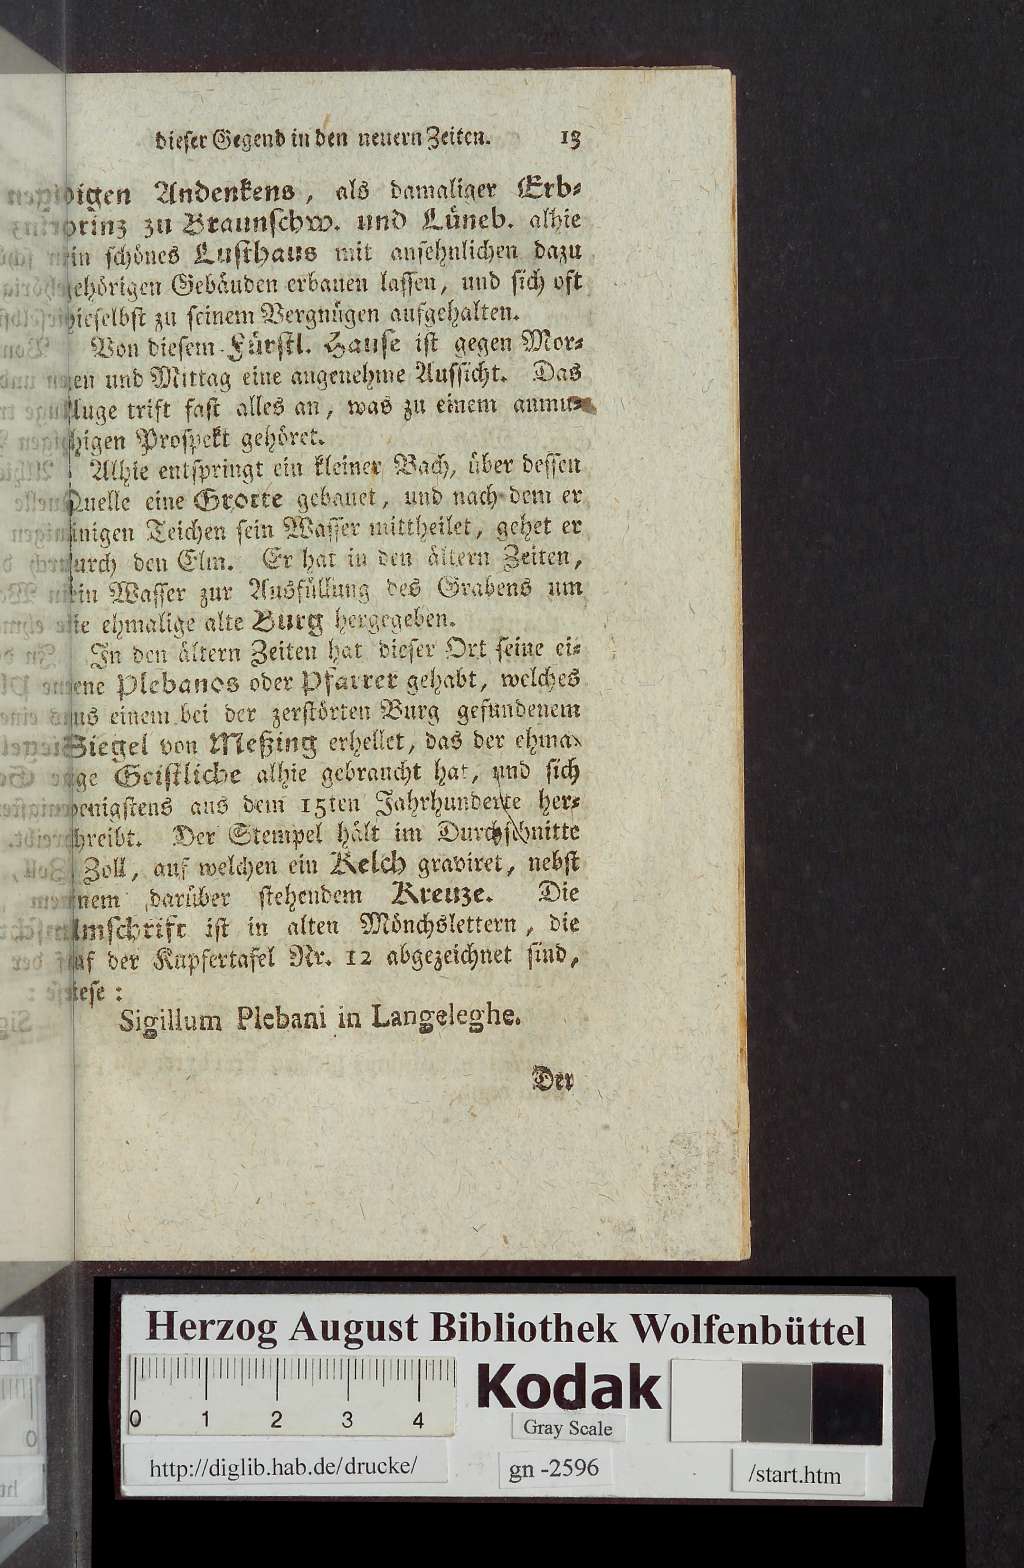 dieser Gegend in den neuern Zeiten. 13
digen Andenkens, als damaliger Erb-
prinz zu Braunschw. und Lüneb. alhie
in schönes Lusthaus mit ansehnlichen dazu
gehörigen Gebäuden erbauen lassen, und sich oft
hieselbst zu seinem Vergnügen aufgehalten.
Von diesem Fürstl. Hause ist gegen Mor-
gen und Mittag eine angenehme Aussicht. Das
Auge trift fast alles an, was zu einem anmu-
thigen Prospekt gehöret.
Alhie entspringt ein kleiner Bach, über dessen
Quelle eine Grotte gebauet, und nach dem er
einigen Teichen sein Wasser mittheilet, gehet er
durch den Elm. Er hat in den ältern Zeiten,
sein Wasser zur Ausfüllung des Grabens um
die ehmalige alte Burg hergegeben.
In den ältern Zeiten hat dieser Ort seine ei-
gene Plebanos oder Pfarrer gehabt, welches
aus einem bei der zerstörten Burg gefundenem
Siegel von Meßing erhellet, das der ehma-
lige Geistliche alhie gebraucht hat, und sich
wenigstens aus dem 15ten Jahrhunderte her-
schreibt. Der Stempel hält im Durchschnitte
Zoll, auf welchen ein Kelch graviret, nebst
einem darüber stehendem Kreuze. Die
Umschrift ist in alten Mönchslettern, die
auf der Kupfertafel Nr. 12 abgezeichnet sind,
diese:
Sigillum Plebani in Langeleghe.
Der
Herzog August Bibliothek Wolfenbüttel
0 1 2 3 4
Kodak
Gray Scale
http://diglib.hab.de/drucke/ gn -2596 /start.htm